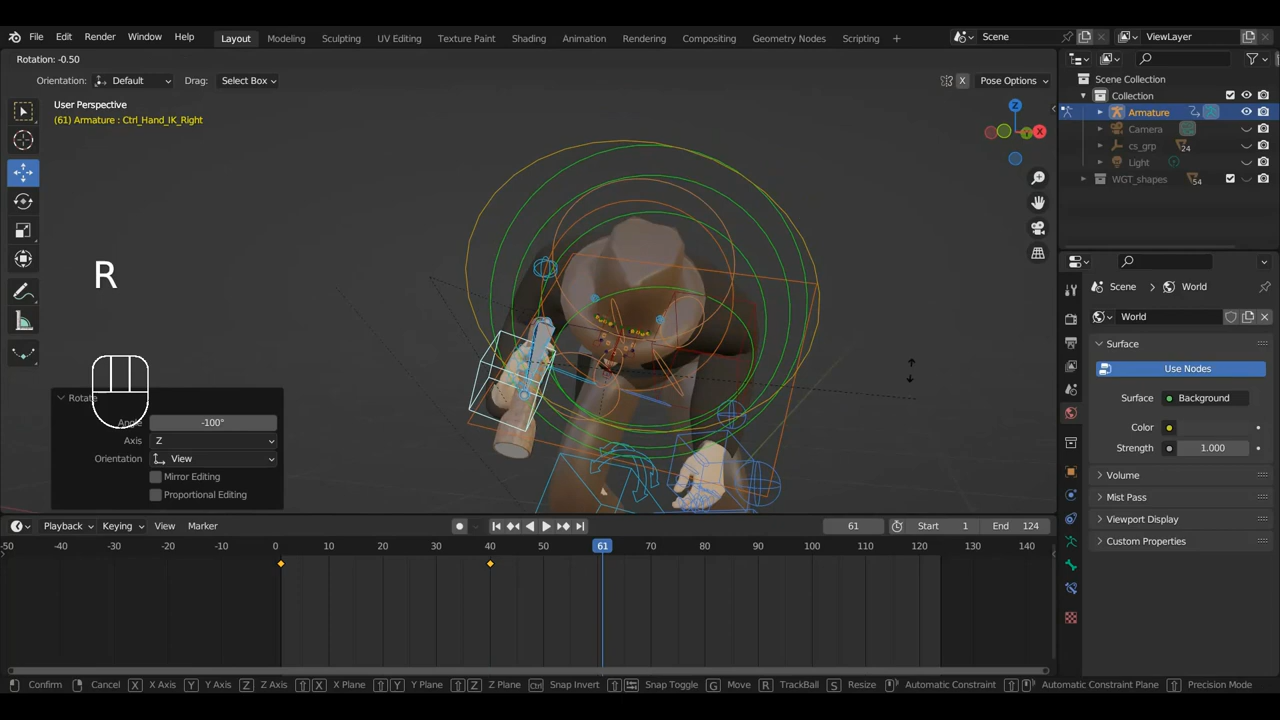 File Edit Render Window Help Layout Modeling Sculpting UV Editing Texture Paint Shading Animation Rendering Compositing Geometry Nodes Scripting + Scene ViewLayer
Rotation: -0.50
Orientation: Default Drag: Select Box X Pose Options
User Perspective
(61) Armature : Ctrl_Hand_IK_Right
Scene Collection
Collection
Armature
Camera
cs_grp 24
Light
WGT_shapes 54
Z
X
R
Scene World
World
Surface
Use Nodes
Surface Background
Color
Strength 1.000
Volume
Mist Pass
Viewport Display
Custom Properties
Rotate
Angle -100°
Axis Z
Orientation View
Mirror Editing
Proportional Editing
Playback Keying View Marker 61 Start 1 End 124
-50 -40 -30 -20 -10 0 10 20 30 40 50 61 70 80 90 100 110 120 130 140
Confirm Cancel X X Axis Y Y Axis Z Z Axis X X Plane Y Y Plane Z Z Plane Ctrl Snap Invert Snap Toggle G Move R TrackBall S Resize Automatic Constraint Automatic Constraint Plane Precision Mode